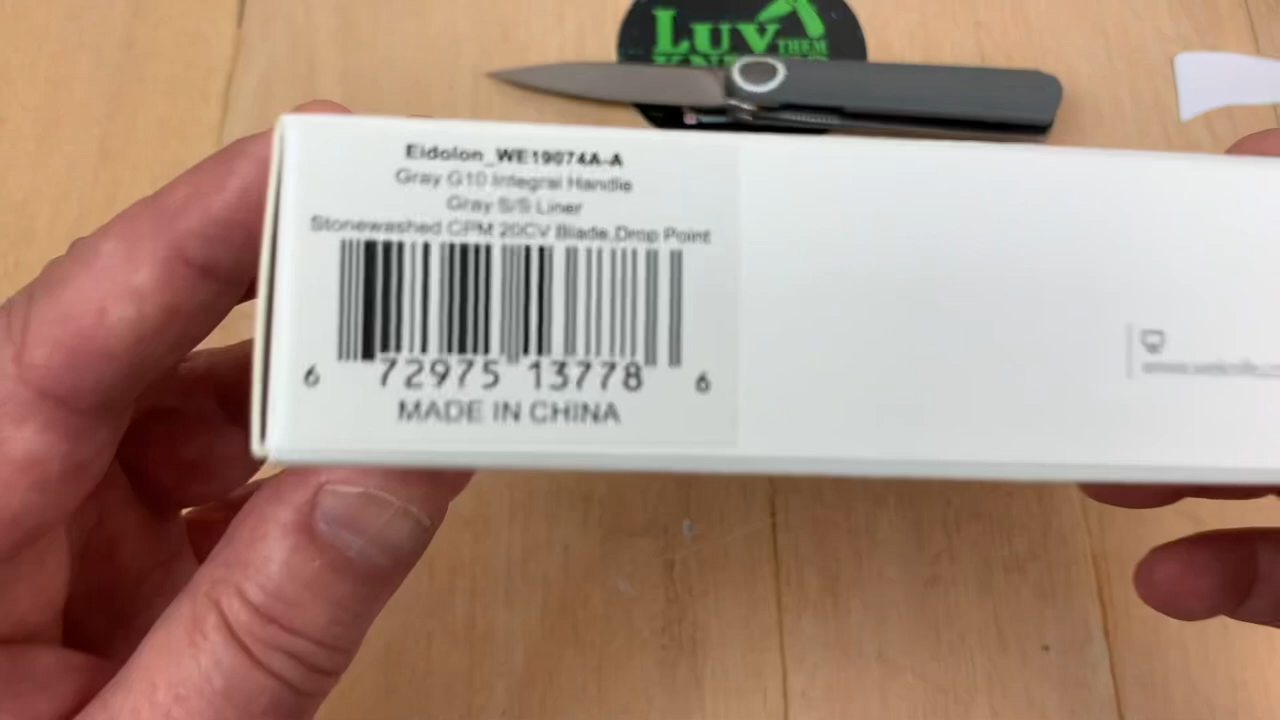 LUV
THEM
Eidolon_WE19074A-A
Gray G10 Integral Handle
Gray S/S Liner
Stonewashed CPM 20CV Blade,Drop Point
6 72975 13778 6
MADE IN CHINA